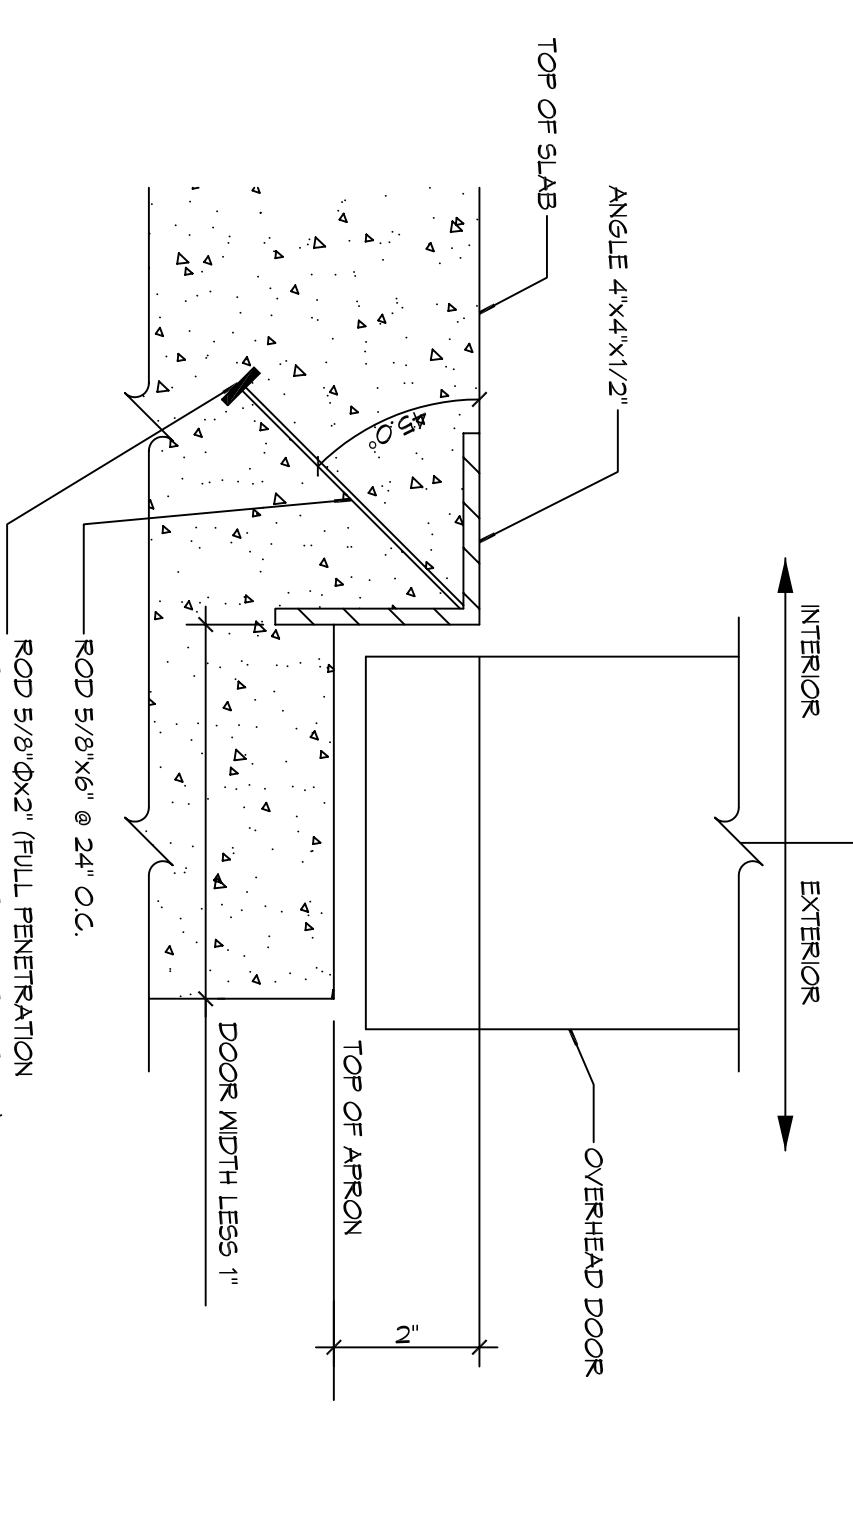 INTERIOR
EXTERIOR
ANGLE 4"x4"x1/2"
TOP OF SLAB
OVERHEAD DOOR
45.0°
2"
TOP OF APRON
DOOR WIDTH LESS 1"
ROD 5/8"x6" @ 24" O.C.
ROD 5/8"Φx2" (FULL PENETRATION